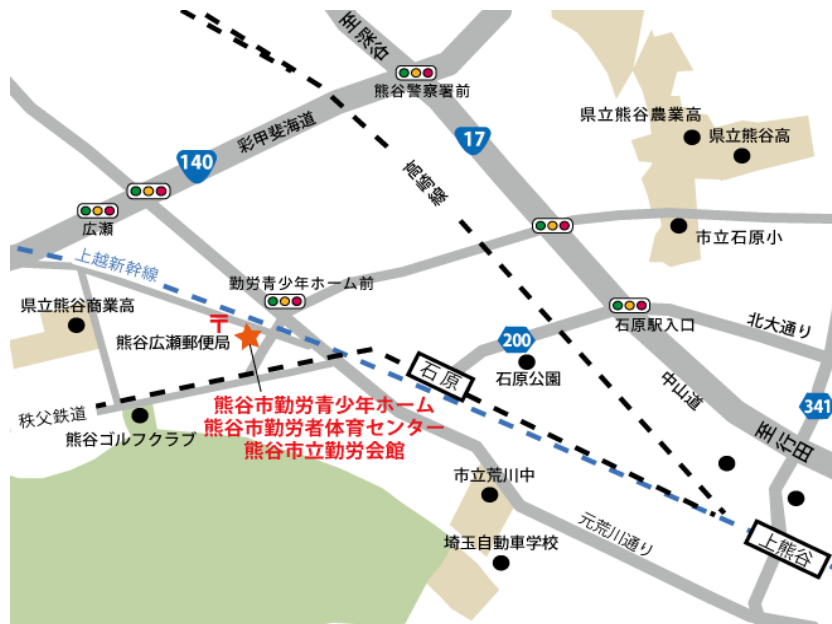 至深谷
熊谷警察署前
県立熊谷農業高
県立熊谷高
17
彩甲斐海道
140
高崎線
広瀬
市立石原小
上越新幹線
勤労青少年ホーム前
県立熊谷商業高
〒
熊谷広瀬郵便局
石原駅入口
北大通り
200
石原
石原公園
中山道
341
秩父鉄道
熊谷ゴルフクラブ
熊谷市勤労青少年ホーム
熊谷市勤労者体育センター
熊谷市立勤労会館
至行田
市立荒川中
元荒川通り
埼玉自動車学校
上熊谷